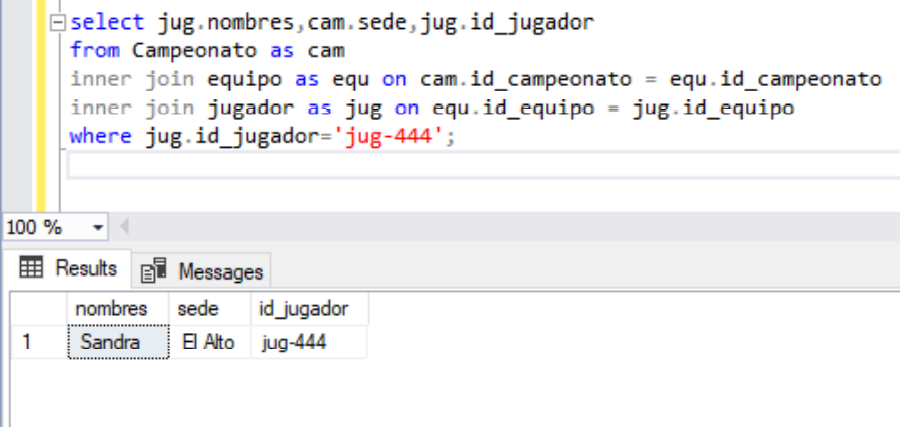 select jug.nombres,cam.sede,jug.id_jugador
from Campeonato as cam
inner join equipo as equ on cam.id_campeonato = equ.id_campeonato
inner join jugador as jug on equ.id_equipo = jug.id_equipo
where jug.id_jugador='jug-444';
100 %
Results Messages
nombres sede id_jugador
1 Sandra El Alto jug-444